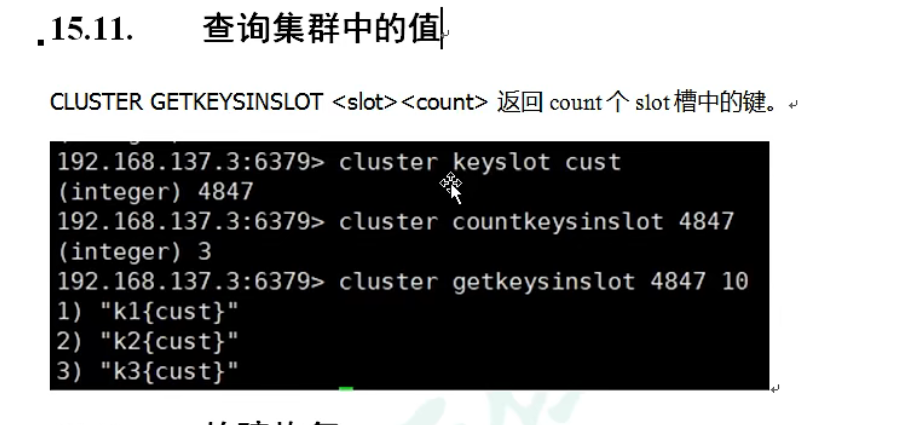 15.11. 查询集群中的值
CLUSTER GETKEYSINSLOT <slot><count> 返回 count 个 slot 槽中的键。
192.168.137.3:6379> cluster keyslot cust
(integer) 4847
192.168.137.3:6379> cluster countkeysinslot 4847
(integer) 3
192.168.137.3:6379> cluster getkeysinslot 4847 10
1) "k1{cust}"
2) "k2{cust}"
3) "k3{cust}"